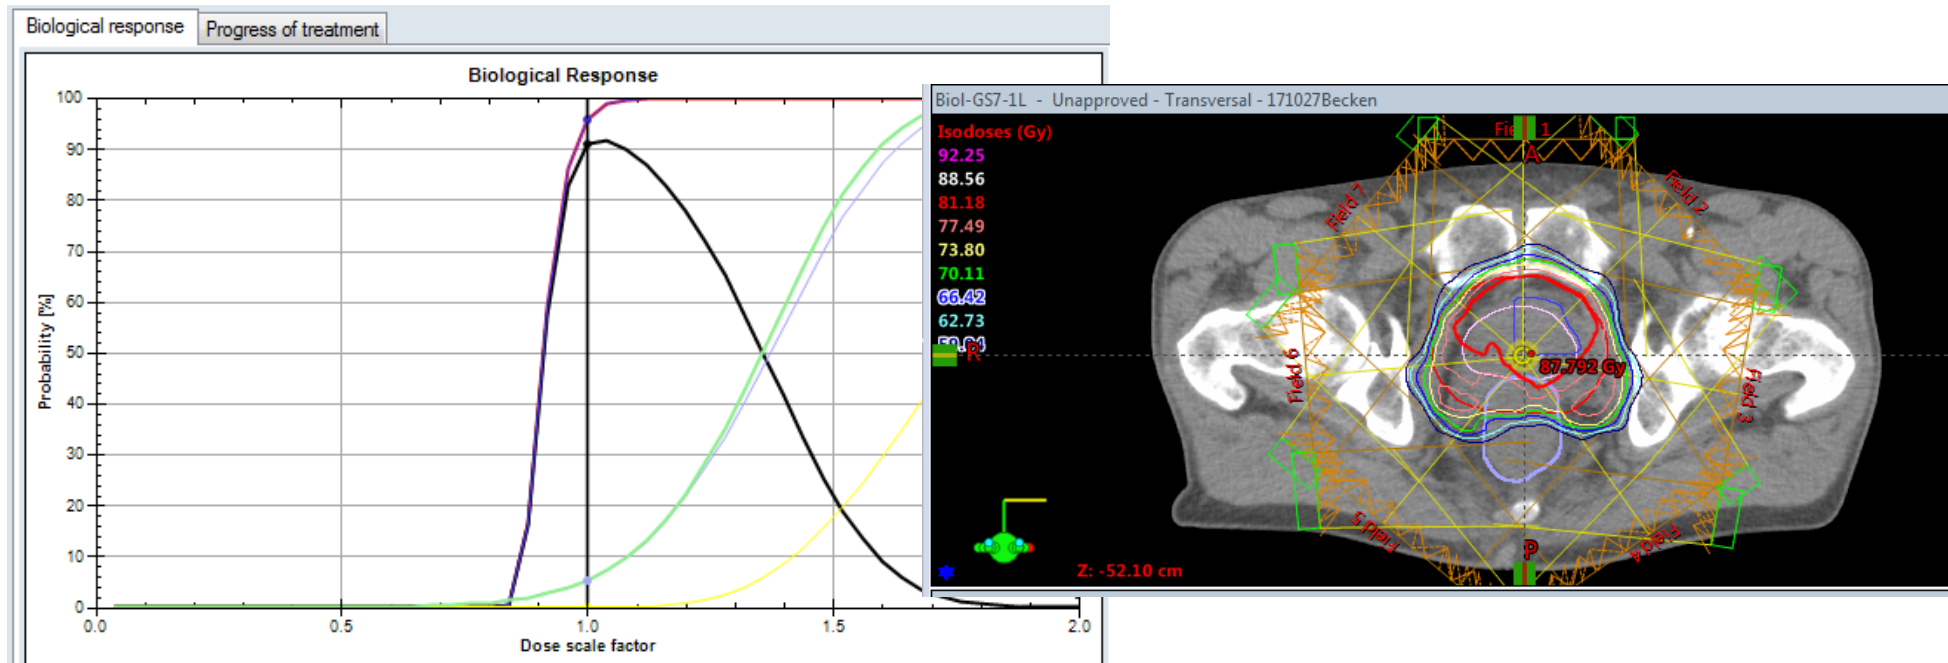 Biological response
Progress of treatment
Biological Response
100
90
80
70
60
50
40
30
20
10
0
Probability [%]
0.0
0.5
1.0
1.5
2.0
Dose scale factor
Biol-GS7-1L - Unapproved - Transversal - 171027Becken
Isodoses (Gy)
92.25
88.56
81.18
77.49
73.80
70.11
66.42
62.73
R
A
Field 7
Field 2
Field 6
Field 3
87.792 Gy
Field 5
Field 4
P
Z: -52.10 cm